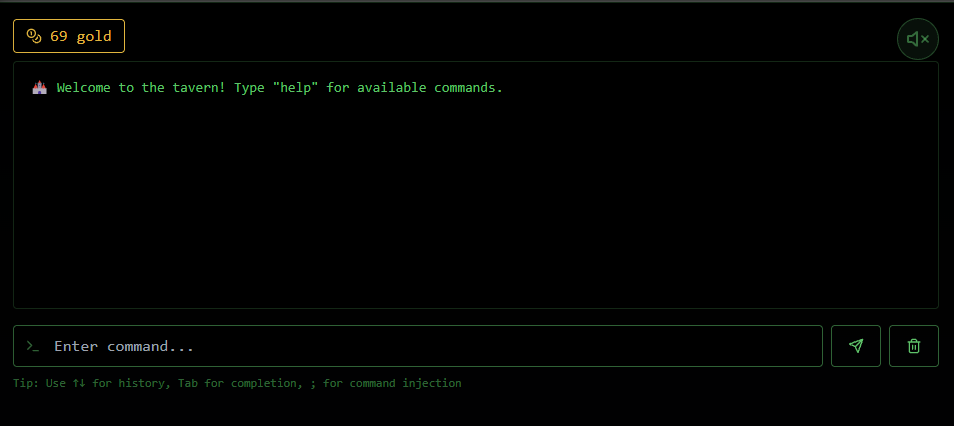 69 gold
🏰 Welcome to the tavern! Type "help" for available commands.
>_ Enter command...
Tip: Use ↑↓ for history, Tab for completion, ; for command injection